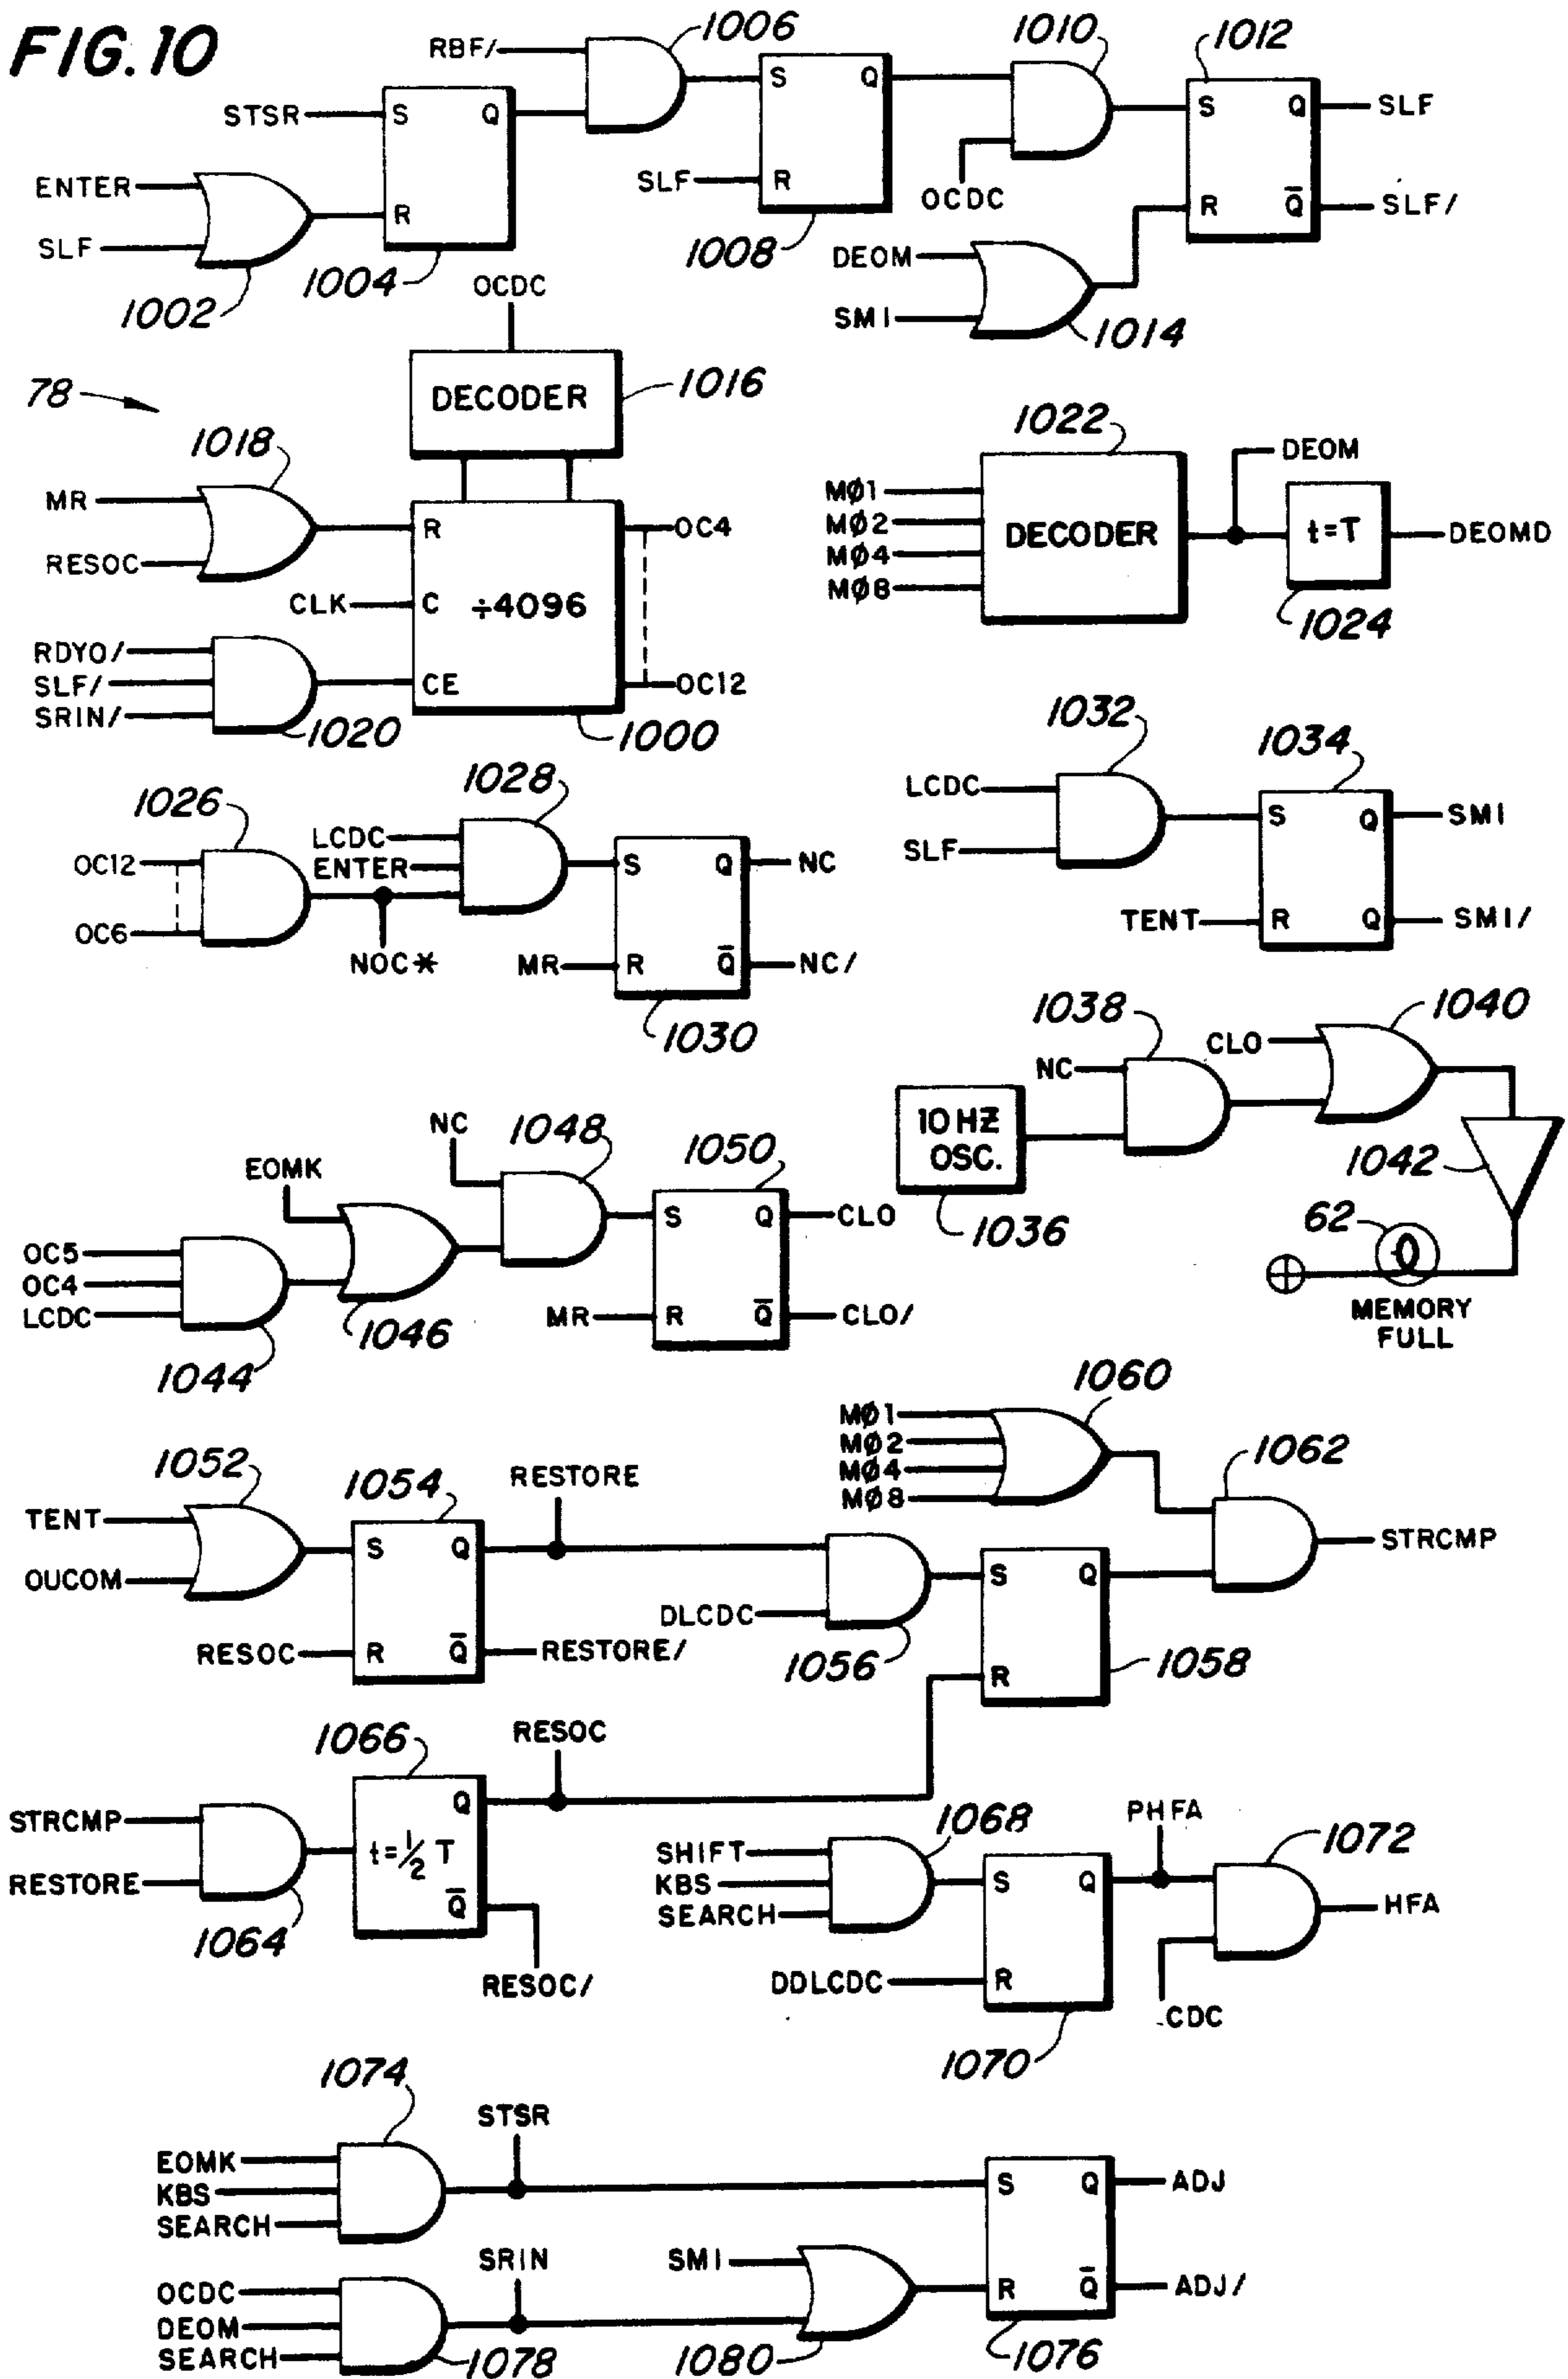 FIG. 10
RBF/
1006
1010
1012
STSR
S Q
S Q
S Q
SLF
ENTER
SLF
R
OCDC
R
R
Q̅
SLF/
SLF
1002
1004
1008
DEOM
SMI
1014
OCDC
78
DECODER
1016
1018
MR
RESOC
R
OC4
CLK
C
÷4096
RDYO/
SLF/
SRIN/
CE
OC12
1020
1000
1022
DEOM
MØ1
MØ2
MØ4
MØ8
DECODER
t=T
DEOMD
1024
1026
1028
OC12
OC6
LCDC
ENTER
S Q
NC
NOC*
MR
R Q̅
NC/
1030
1032
1034
LCDC
SLF
S Q
SMI
TENT
R Q
SMI/
1038
1040
CLO
NC
10 HZ
OSC.
1036
1042
62
MEMORY
FULL
NC
1048
1050
EOMK
S Q
CLO
OC5
OC4
LCDC
MR
R Q̅
CLO/
1046
1044
1060
MØ1
MØ2
MØ4
MØ8
1062
STRCMP
1052
1054
RESTORE
TENT
OUCOM
S Q
S Q
DLCDC
RESOC
R Q̅
RESTORE/
1056
R
1058
1066
RESOC
STRCMP
RESTORE
Q
t=1/2 T
Q̅
1064
RESOC/
1068
PHFA
1072
SHIFT
KBS
SEARCH
S Q
HFA
DDLCDC
R
CDC
1070
1074
STSR
EOMK
KBS
SEARCH
S Q
ADJ
SRIN
SMI
OCDC
DEOM
SEARCH
R Q̅
ADJ/
1078
1080
1076